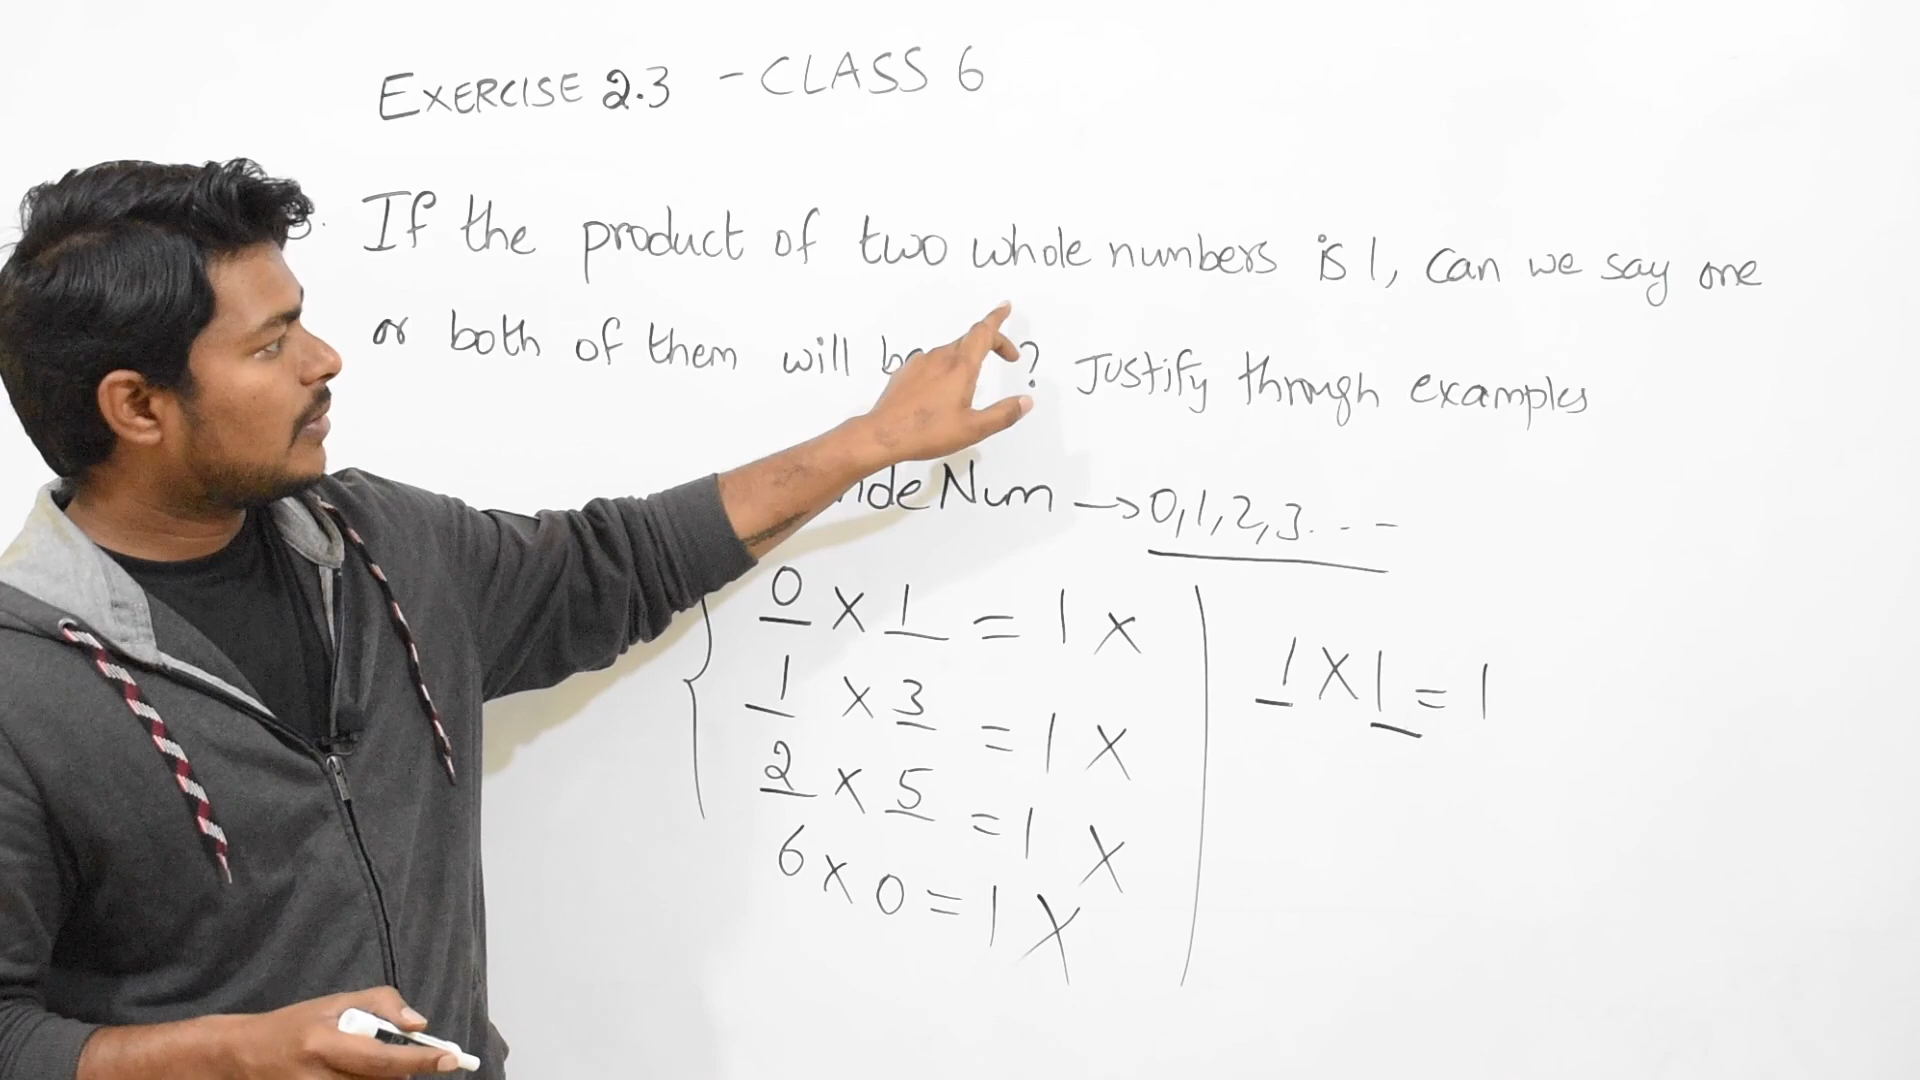 EXERCISE 2.3 - CLASS 6
If the product of two whole numbers is 1, can we say one
or both of them will ? Justify through examples
Num → 0,1,2,3...--
0 X 1 = 1 X
1 X 3 = 1 X
2 X 5 = 1 X
6 X 0 = 1 X
1 X 1 = 1